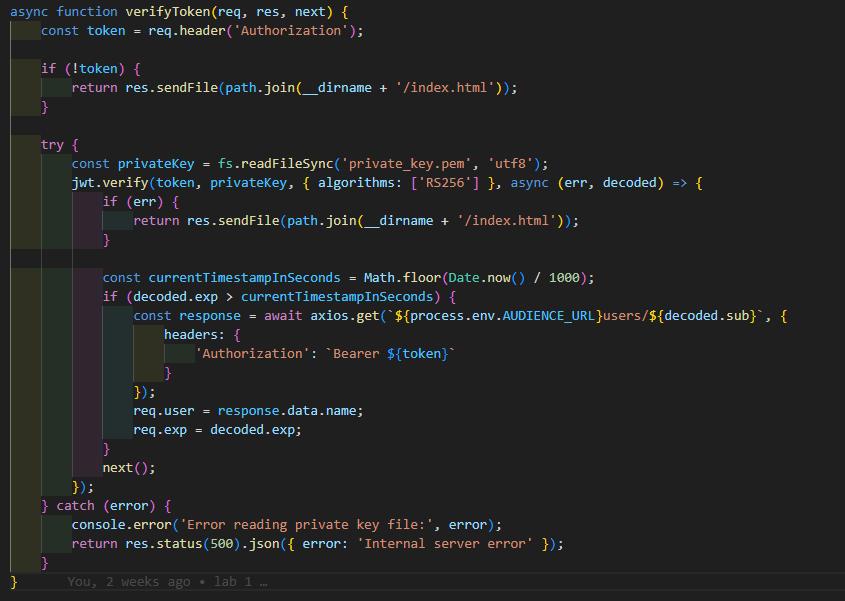 async function verifyToken(req, res, next) {
    const token = req.header('Authorization');

    if (!token) {
        return res.sendFile(path.join(__dirname + '/index.html'));
    }

    try {
        const privateKey = fs.readFileSync('private_key.pem', 'utf8');
        jwt.verify(token, privateKey, { algorithms: ['RS256'] }, async (err, decoded) => {
            if (err) {
                return res.sendFile(path.join(__dirname + '/index.html'));
            }

            const currentTimestampInSeconds = Math.floor(Date.now() / 1000);
            if (decoded.exp > currentTimestampInSeconds) {
                const response = await axios.get(`${process.env.AUDIENCE_URL}users/${decoded.sub}`, {
                    headers: {
                        'Authorization': `Bearer ${token}`
                    }
                });
                req.user = response.data.name;
                req.exp = decoded.exp;
            }
            next();
        });
    } catch (error) {
        console.error('Error reading private key file:', error);
        return res.status(500).json({ error: 'Internal server error' });
    }
}     You, 2 weeks ago • lab 1 …